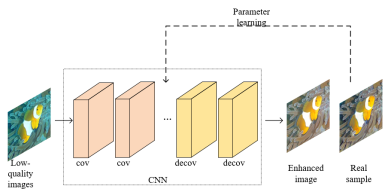 Parameter
learning
...
Low-
quality
images
cov
cov
decov
decov
CNN
Enhanced
image
Real
sample